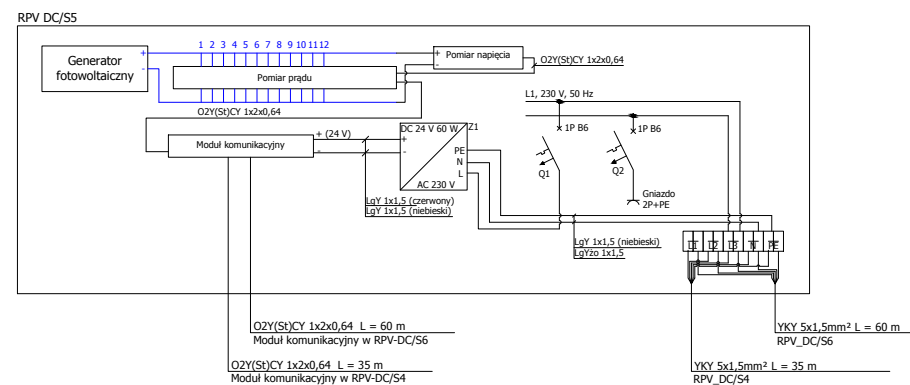 RPV DC/S5
Generator
fotowoltaiczny
+
-
1 2 3 4 5 6 7 8 9 10 11 12
Pomiar prądu
+
-
Pomiar napięcia
O2Y(St)CY 1x2x0,64
O2Y(St)CY 1x2x0,64
Moduł komunikacyjny
+ (24 V)
-
DC 24 V 60 W
Z1
+
-
PE
N
L
AC 230 V
LgY 1x1,5 (czerwony)
LgY 1x1,5 (niebieski)
L1, 230 V, 50 Hz
1P B6
Q1
1P B6
Q2
Gniazdo
2P+PE
LgY 1x1,5 (niebieski)
LgYżo 1x1,5
L1 L2 L3 N PE
O2Y(St)CY 1x2x0,64 L = 60 m
Moduł komunikacyjny w RPV-DC/S6
O2Y(St)CY 1x2x0,64 L = 35 m
Moduł komunikacyjny w RPV-DC/S4
YKY 5x1,5mm² L = 60 m
RPV_DC/S6
YKY 5x1,5mm² L = 35 m
RPV_DC/S4